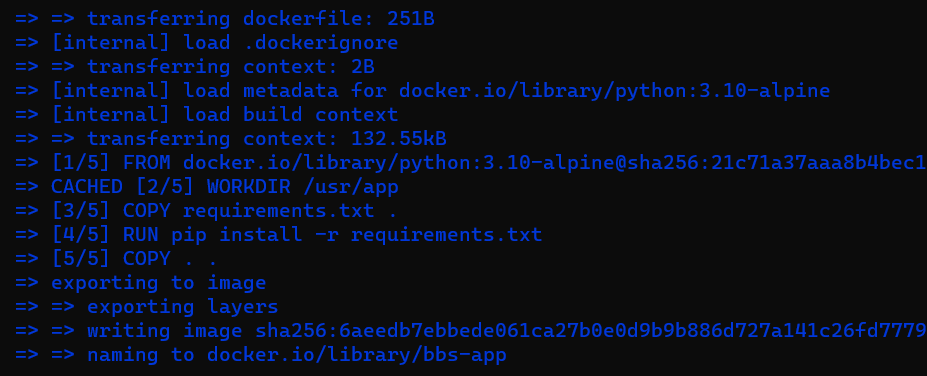 => => transferring dockerfile: 251B
=> [internal] load .dockerignore
=> => transferring context: 2B
=> [internal] load metadata for docker.io/library/python:3.10-alpine
=> [internal] load build context
=> => transferring context: 132.55kB
=> [1/5] FROM docker.io/library/python:3.10-alpine@sha256:21c71a37aaa8b4bec1
=> CACHED [2/5] WORKDIR /usr/app
=> [3/5] COPY requirements.txt .
=> [4/5] RUN pip install -r requirements.txt
=> [5/5] COPY . .
=> exporting to image
=> => exporting layers
=> => writing image sha256:6aeedb7ebbede061ca27b0e0d9b9b886d727a141c26fd7779
=> => naming to docker.io/library/bbs-app